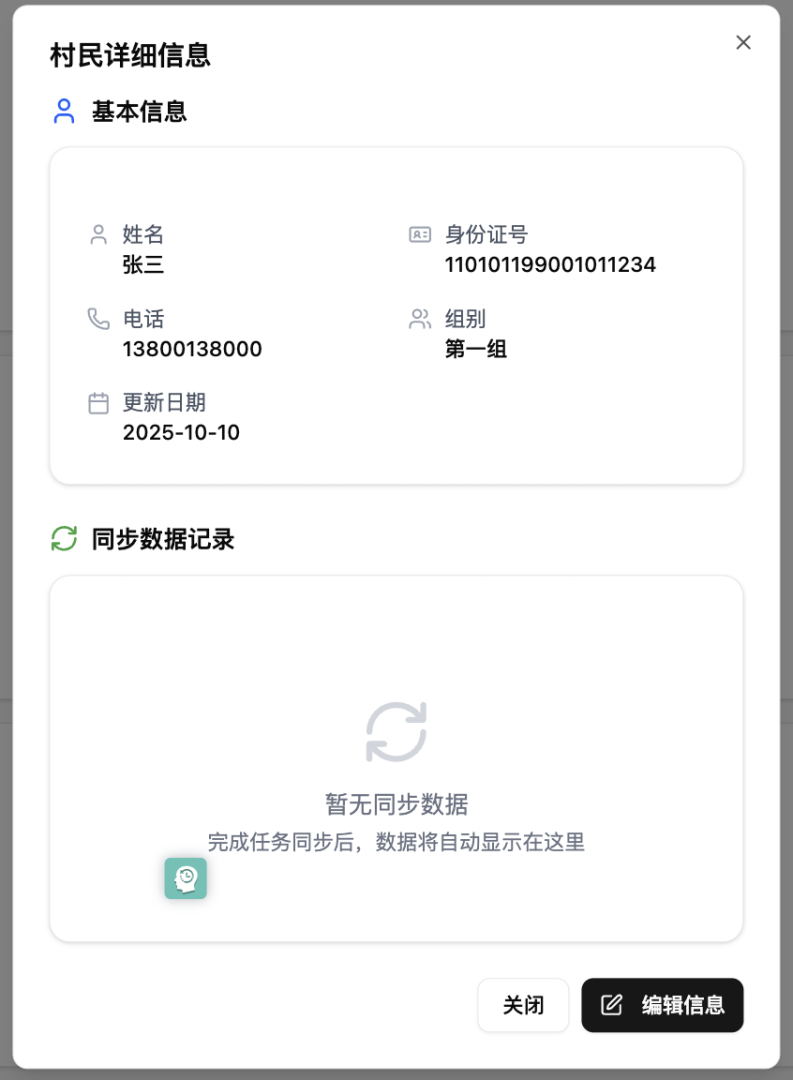 村民详细信息
基本信息
姓名
张三
身份证号
110101199001011234
电话
13800138000
组别
第一组
更新日期
2025-10-10
同步数据记录
暂无同步数据
完成任务同步后，数据将自动显示在这里
关闭
编辑信息